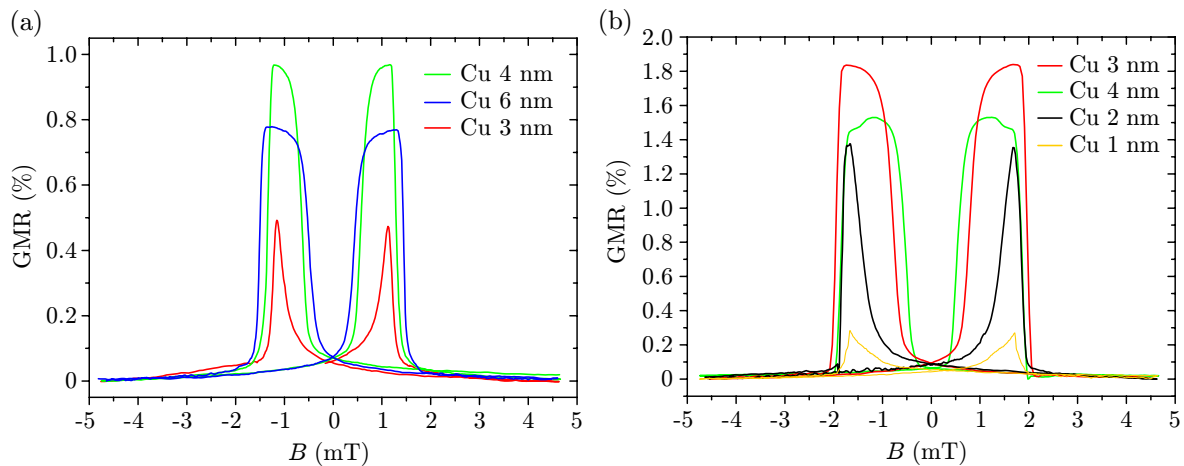 (a)
GMR (%)
1.0
0.8
0.6
0.4
0.2
0
Cu 4 nm
Cu 6 nm
Cu 3 nm
-5 -4 -3 -2 -1 0 1 2 3 4 5
B (mT)
(b)
GMR (%)
2.0
1.8
1.6
1.4
1.2
1.0
0.8
0.6
0.4
0.2
0
Cu 3 nm
Cu 4 nm
Cu 2 nm
Cu 1 nm
-5 -4 -3 -2 -1 0 1 2 3 4 5
B (mT)